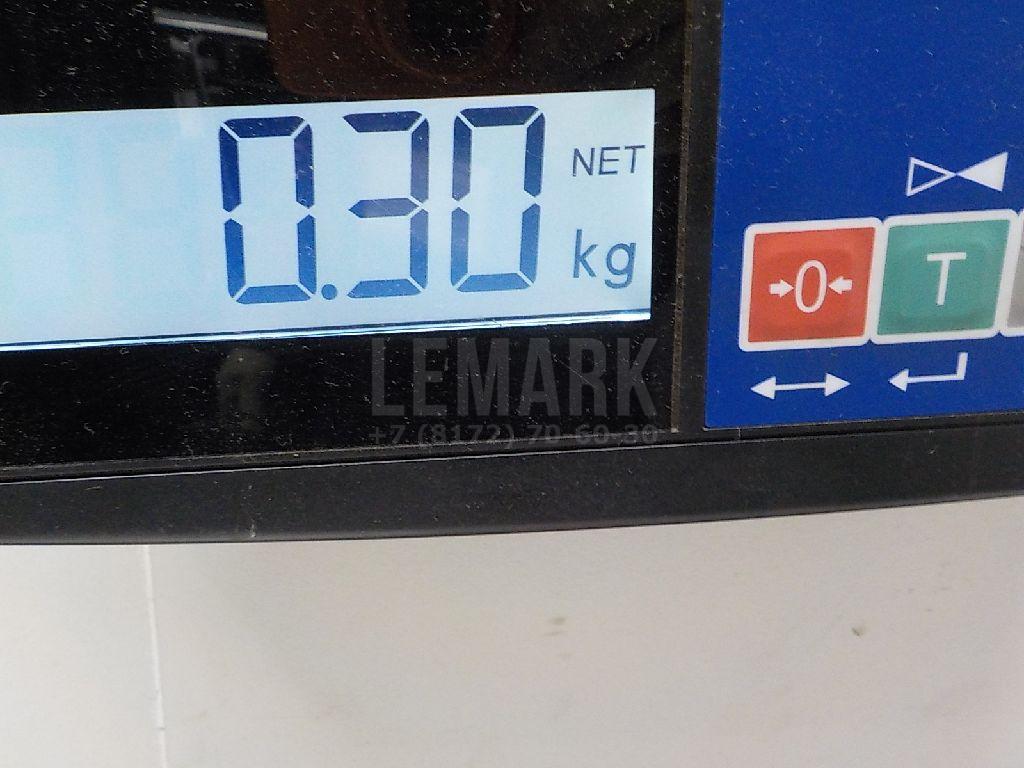 0.30 NET
kg
→0← T
LEMARK
+7 (8172) 70-60-30